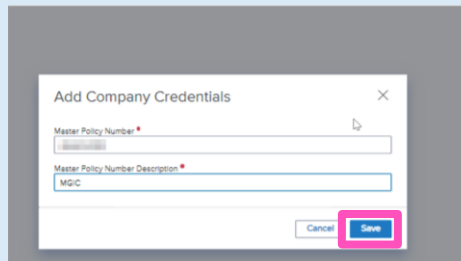 Add Company Credentials
Master Policy Number *
Master Policy Number Description *
MGIC
Cancel Save